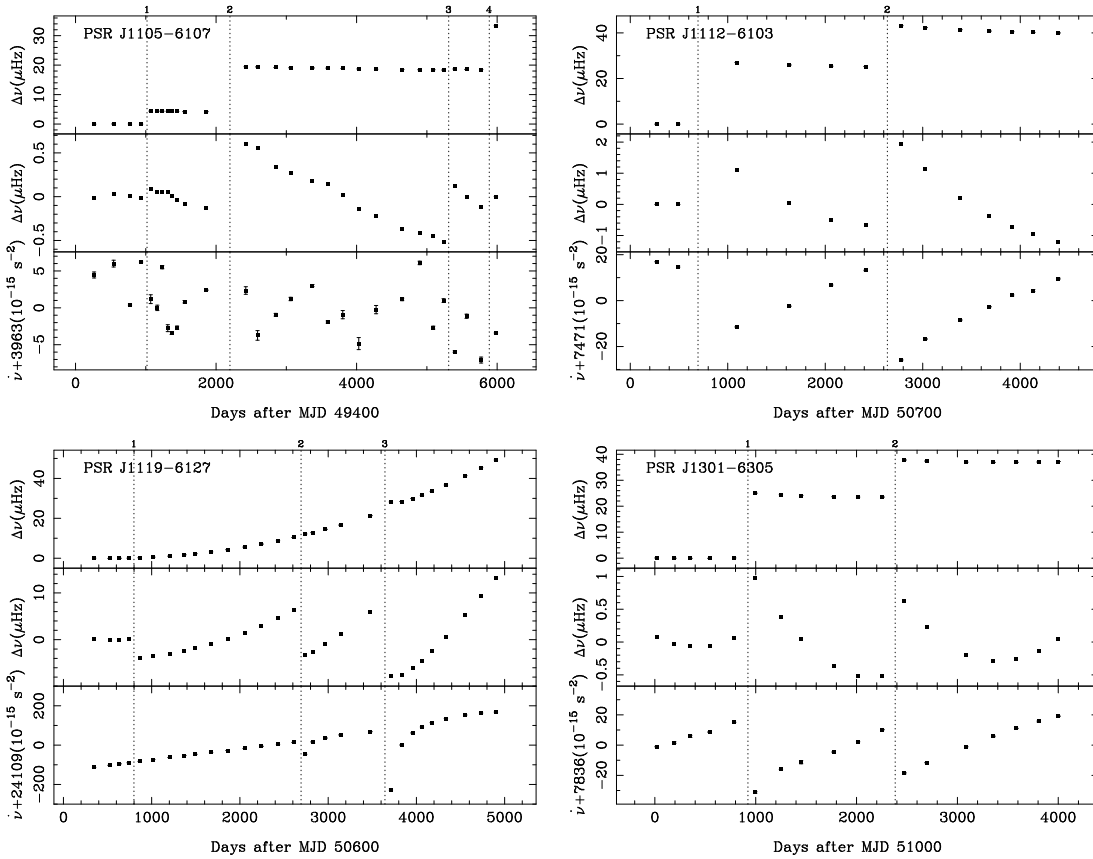 1 2 3 4
PSR J1105−6107
Δν(μHz)
0 10 20 30
Δν(μHz)
−0.5 0 0.5
ν̇+3963(10⁻¹⁵ s⁻²)
−5 0 5
0 2000 4000 6000
Days after MJD 49400
1 2
PSR J1112−6103
Δν(μHz)
0 20 40
Δν(μHz)
−1 0 1 2
ν̇+7471(10⁻¹⁵ s⁻²)
−20 0 20
0 1000 2000 3000 4000
Days after MJD 50700
1 2 3
PSR J1119−6127
Δν(μHz)
0 20 40
Δν(μHz)
0 10
ν̇+24109(10⁻¹⁵ s⁻²)
−200 0 200
0 1000 2000 3000 4000 5000
Days after MJD 50600
1 2
PSR J1301−6305
Δν(μHz)
0 20 40
Δν(μHz)
−0.5 0 0.5 1
ν̇+7836(10⁻¹⁵ s⁻²)
−20 0 20
0 1000 2000 3000 4000
Days after MJD 51000